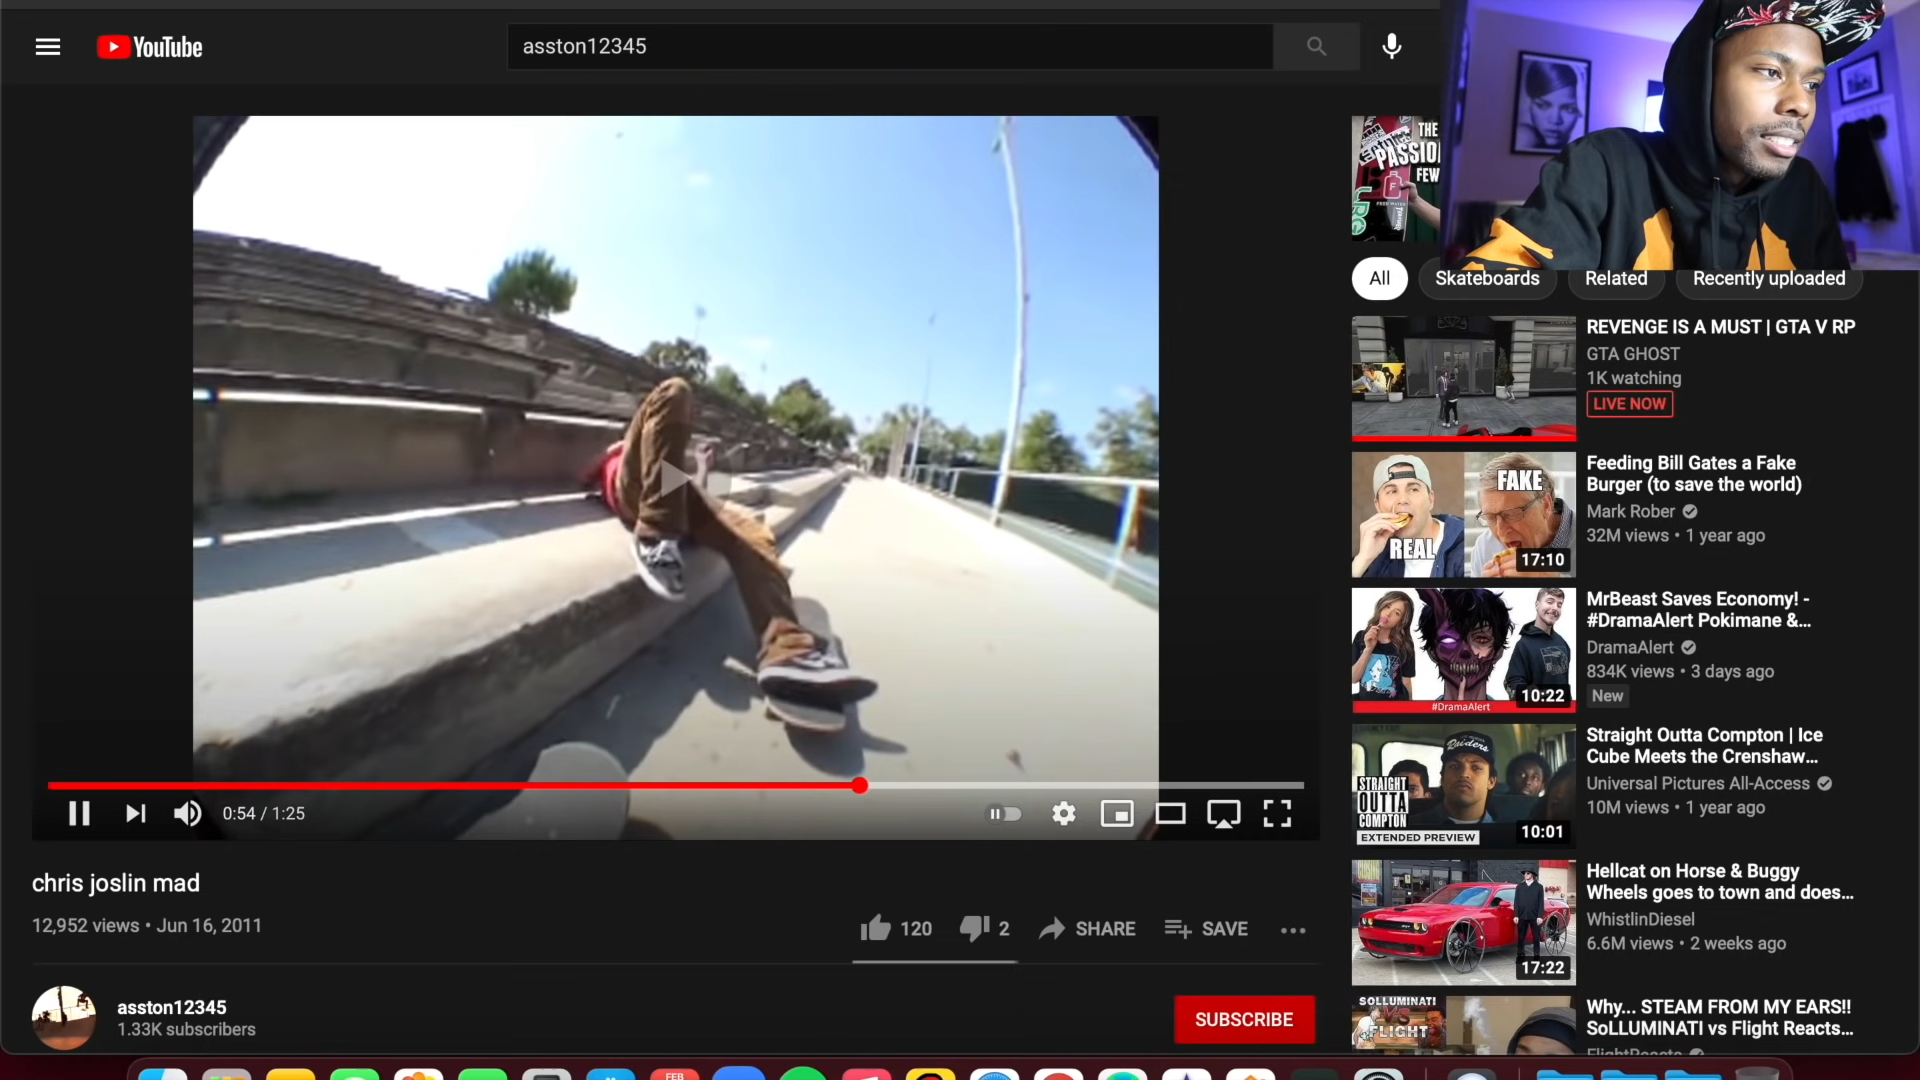 YouTube
asston12345
THE
PASSIO
FEW
All
Skateboards
Related
Recently uploaded
REVENGE IS A MUST | GTA V RP
GTA GHOST
1K watching
LIVE NOW
FAKE
REAL
17:10
Feeding Bill Gates a Fake
Burger (to save the world)
Mark Rober
32M views • 1 year ago
#DramaAlert
10:22
MrBeast Saves Economy! -
#DramaAlert Pokimane &...
DramaAlert
834K views • 3 days ago
New
Raiders
STRAIGHT
OUTTA
COMPTON
EXTENDED PREVIEW
10:01
Straight Outta Compton | Ice
Cube Meets the Crenshaw...
Universal Pictures All-Access
10M views • 1 year ago
17:22
Hellcat on Horse & Buggy
Wheels goes to town and does...
WhistlinDiesel
6.6M views • 2 weeks ago
SOLLUMINATI
VS
FLIGHT
Why... STEAM FROM MY EARS!!
SoLLUMINATI vs Flight Reacts...
FlightReacts
0:54 / 1:25
chris joslin mad
12,952 views • Jun 16, 2011
120
2
SHARE
SAVE
asston12345
1.33K subscribers
SUBSCRIBE
FEB